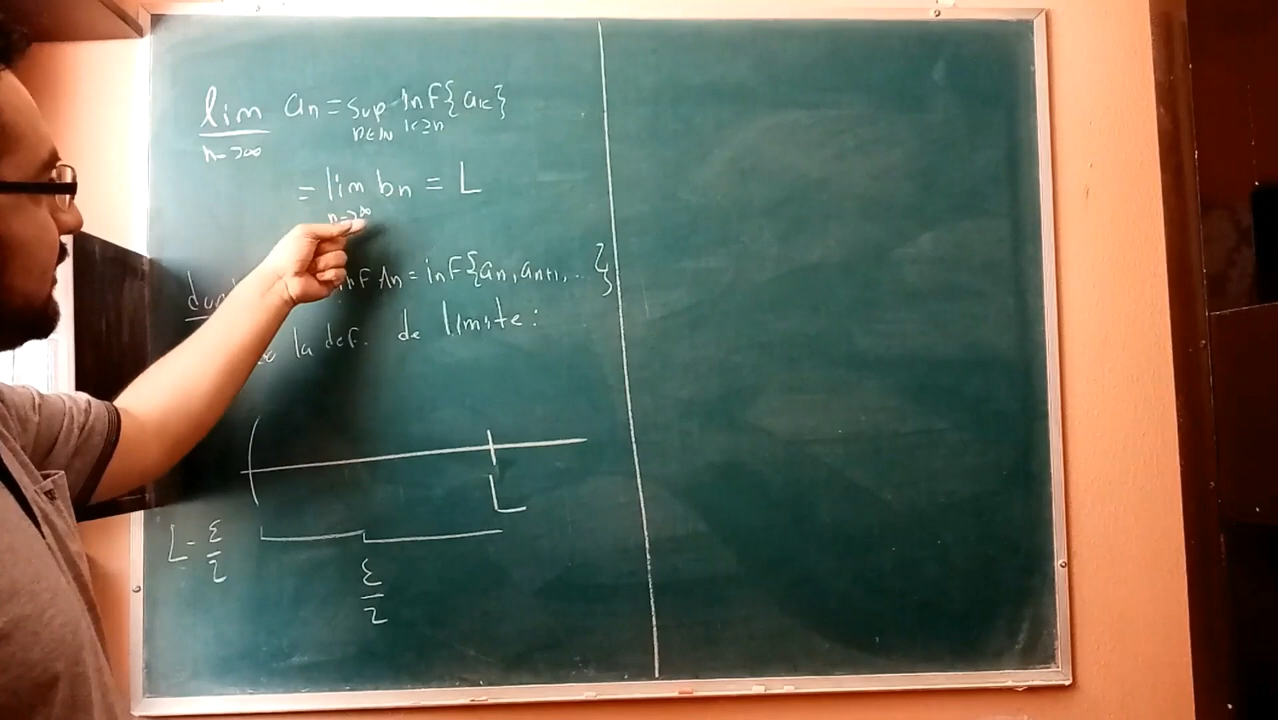 lim an = sup inf{ak}
n->∞ n∈ℕ k≥n
= lim bn = L
n->∞
inf An = inf{an, an+1, ...}
la def. de límite:
L
L - ε/2
ε/2